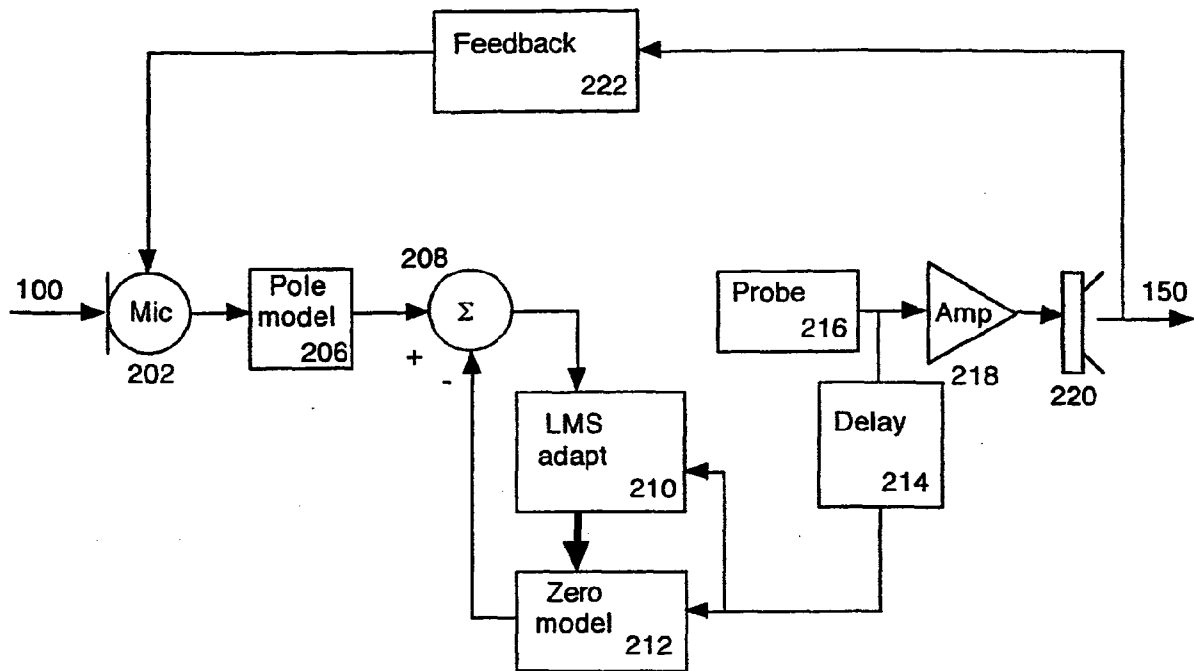 Feedback
222
100
Mic
202
Pole
model
206
208
Σ
+
-
Probe
216
Amp
218
220
150
LMS
adapt
210
Delay
214
Zero
model
212